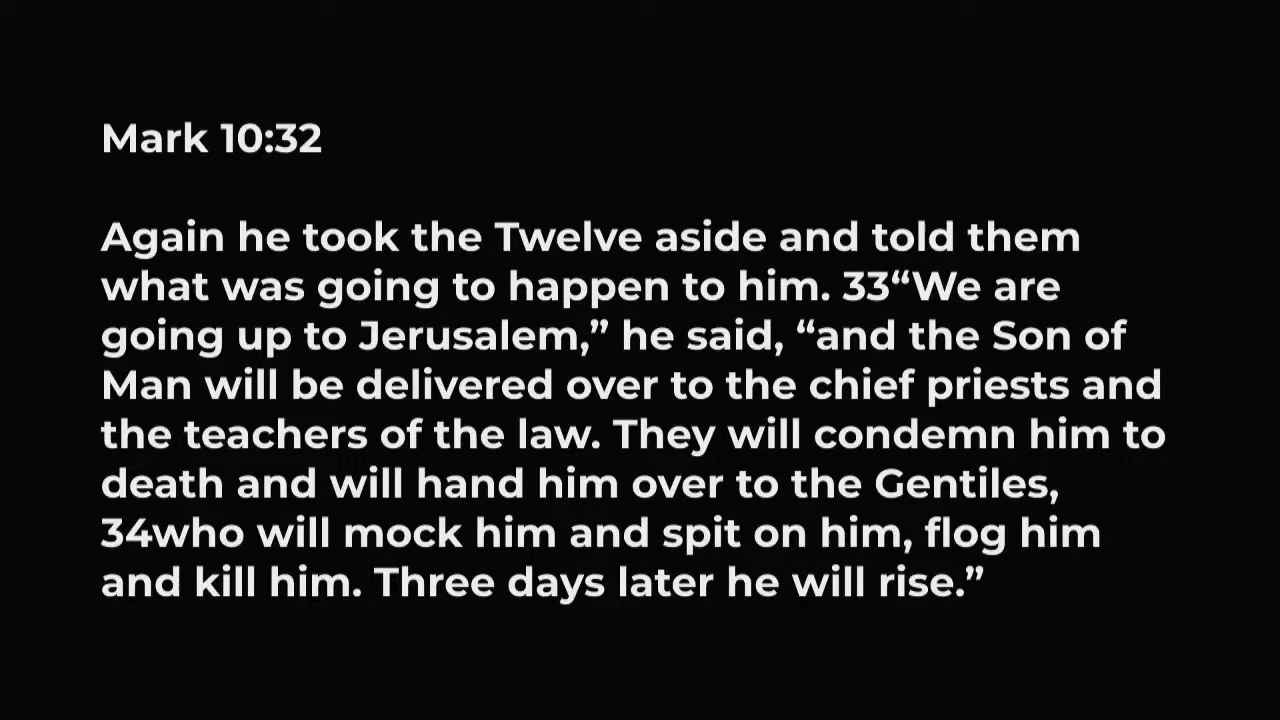 Mark 10:32
Again he took the Twelve aside and told them
what was going to happen to him. 33“We are
going up to Jerusalem,” he said, “and the Son of
Man will be delivered over to the chief priests and
the teachers of the law. They will condemn him to
death and will hand him over to the Gentiles,
34who will mock him and spit on him, flog him
and kill him. Three days later he will rise.”